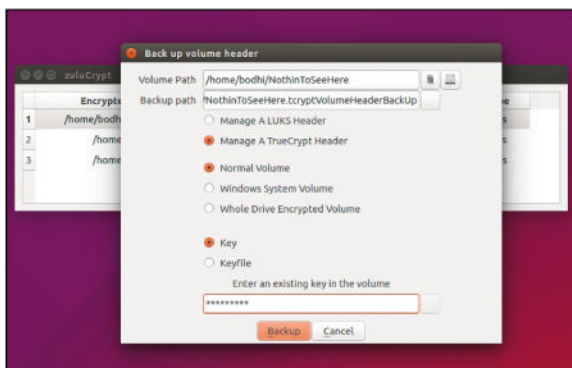 Back up volume header
zuluCrypt
Volume Path /home/bodhi/NothinToSeeHere
Backup path /NothinToSeeHere.tcryptVolumeHeaderBackUp
Manage A LUKS Header
Manage A TrueCrypt Header
Normal Volume
Windows System Volume
Whole Drive Encrypted Volume
Key
Keyfile
Enter an existing key in the volume
*********
Backup Cancel
Encrypte
1 /home/bodh
2 /home
3 /home